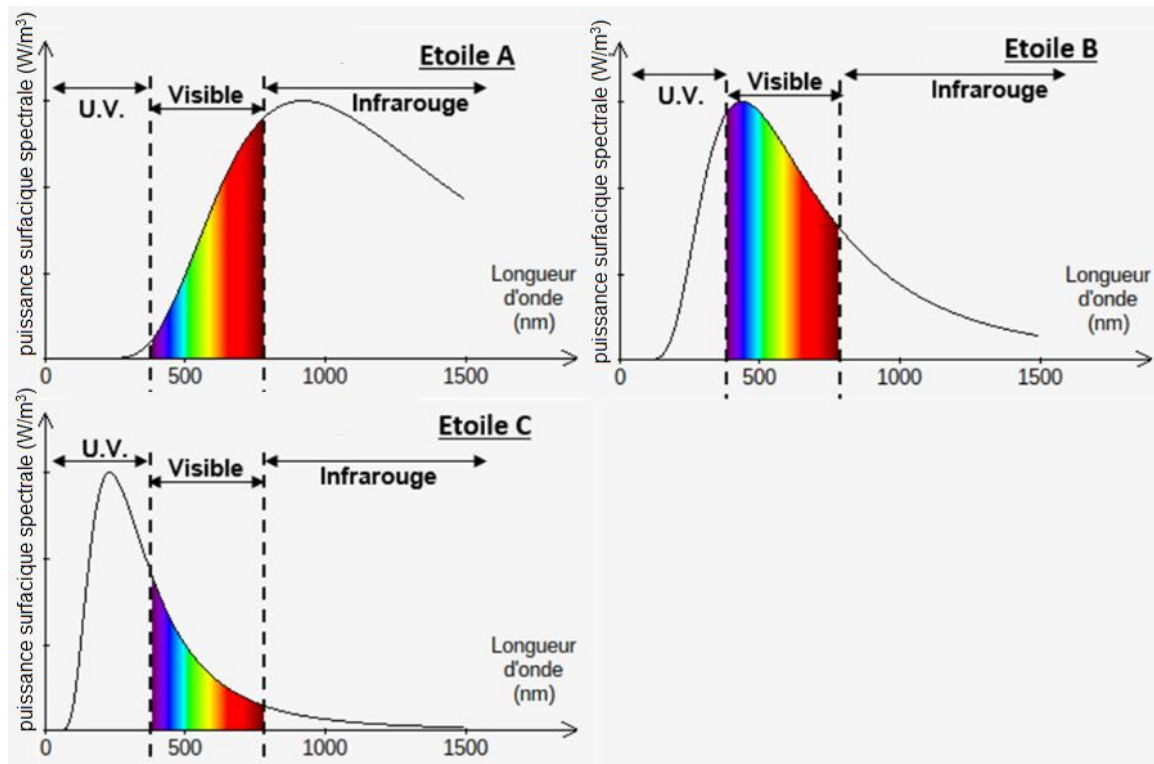 puissance surfacique spectrale (W/m³)
Etoile A
U.V.
Visible
Infrarouge
Longueur
d'onde
(nm)
0 500 1000 1500
puissance surfacique spectrale (W/m³)
Etoile B
U.V.
Visible
Infrarouge
Longueur
d'onde
(nm)
0 500 1000 1500
puissance surfacique spectrale (W/m³)
Etoile C
U.V.
Visible
Infrarouge
Longueur
d'onde
(nm)
0 500 1000 1500